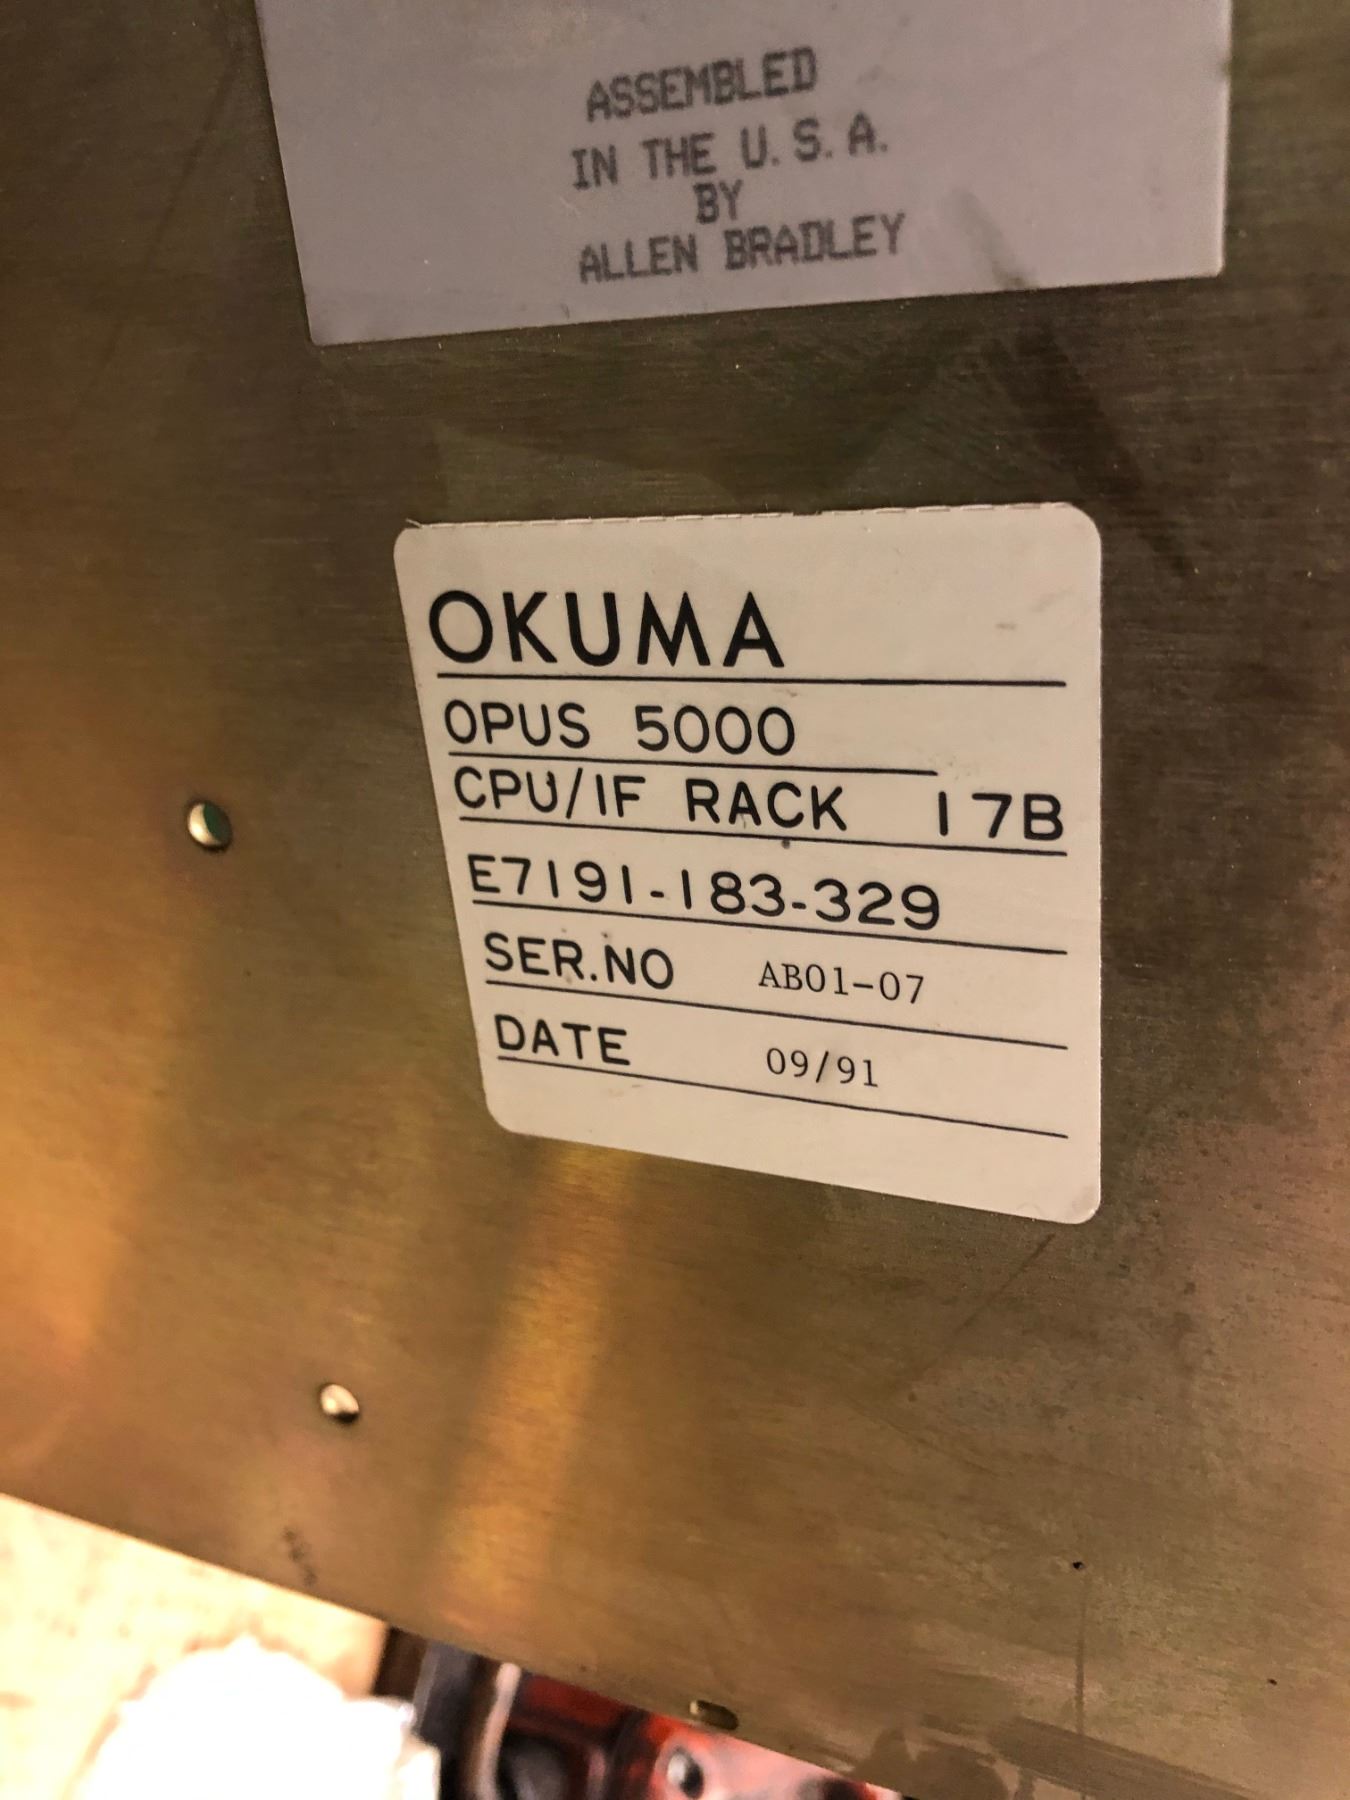 ASSEMBLED
IN THE U.S.A.
BY
ALLEN BRADLEY
OKUMA
OPUS 5000
CPU/IF RACK 17B
E7191-183-329
SER.NO AB01-07
DATE 09/91